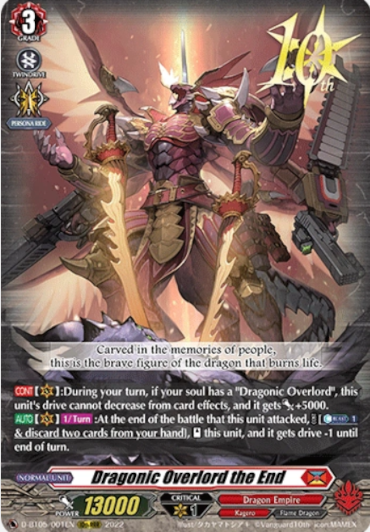 3
GRADE
10th
TWINDRIVE
PERSONA RIDE
Carved in the memories of people,
this is the brave figure of the dragon that burns life.
CONT【】:During your turn, if your soul has a "Dragonic Overlord", this
unit's drive cannot decrease from card effects, and it gets +5000.
AUTO【】1/Turn :At the end of the battle that this unit attacked, [ 1
& discard two cards from your hand], this unit, and it gets drive -1 until
end of turn.
NORMAL UNIT
Dragonic Overlord the End
POWER 13000
CRITICAL
1
Dragon Empire
Kagero
Flame Dragon
2022